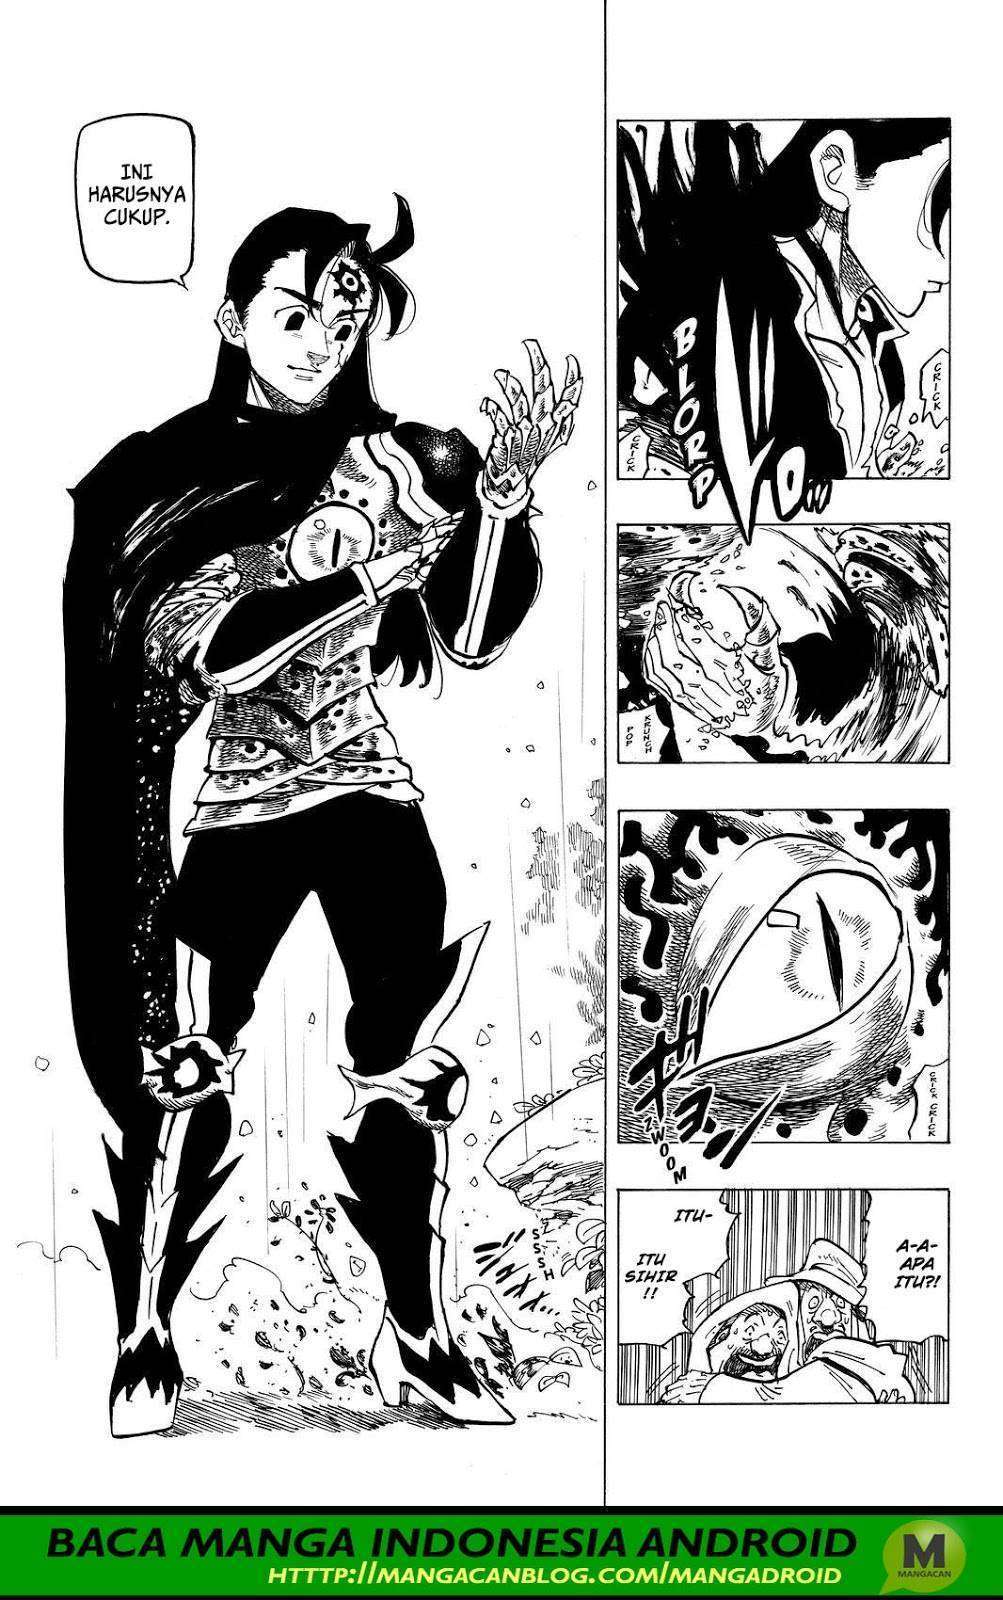 BLORP
CRICK
CRICK
KRUNCH
POP
ZWOOM
CRICK CRICK
A-A-
APA
ITU?!
ITU-
ITU
SIHIR
!!
INI
HARUSNYA
CUKUP.
SSSH
BACA MANGA INDONESIA ANDROID
HTTTP://MANGACANBLOG.COM/MANGADROID
M
MANGACAN